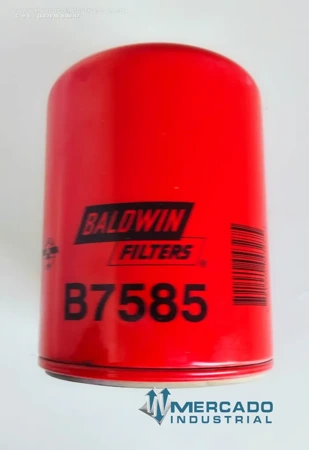 BALDWIN
FILTERS®
B7585
MERCADO
INDUSTRIAL